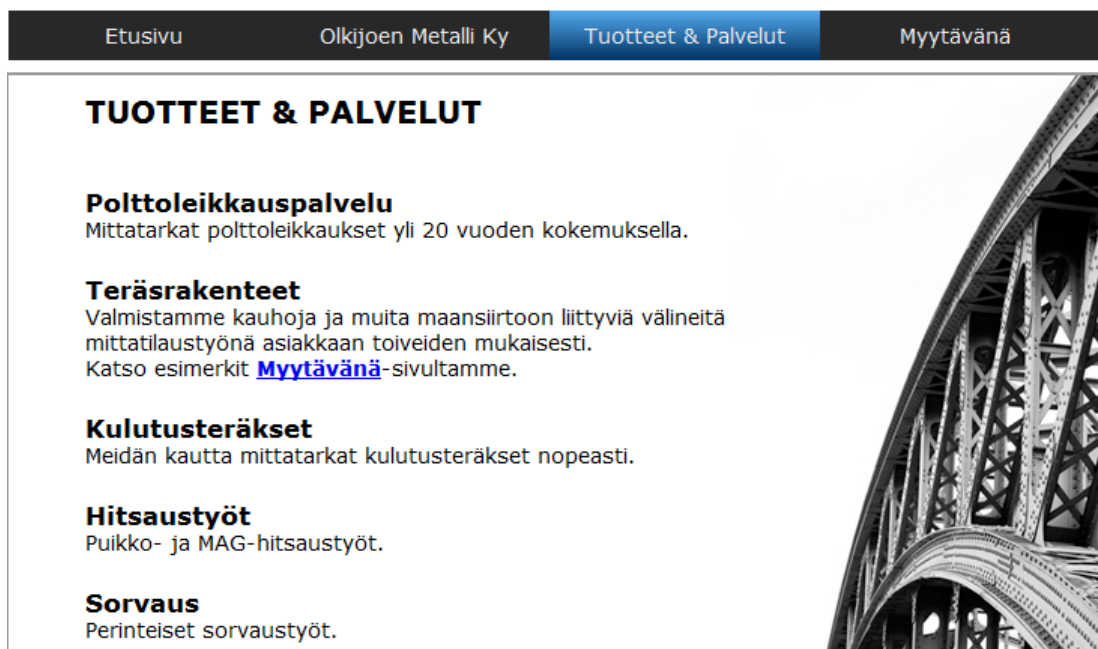 Etusivu Olkijoen Metalli Ky Tuotteet & Palvelut Myytävänä
TUOTTEET & PALVELUT
Polttoleikkauspalvelu
Mittatarkat polttoleikkaukset yli 20 vuoden kokemuksella.
Teräsrakenteet
Valmistamme kauhoja ja muita maansiirtoon liittyviä välineitä
mittatilaustyönä asiakkaan toiveiden mukaisesti.
Katso esimerkit Myytävänä-sivultamme.
Kulutusteräkset
Meidän kautta mittatarkat kulutusteräkset nopeasti.
Hitsaustyöt
Puikko- ja MAG-hitsaustyöt.
Sorvaus
Perinteiset sorvaustyöt.